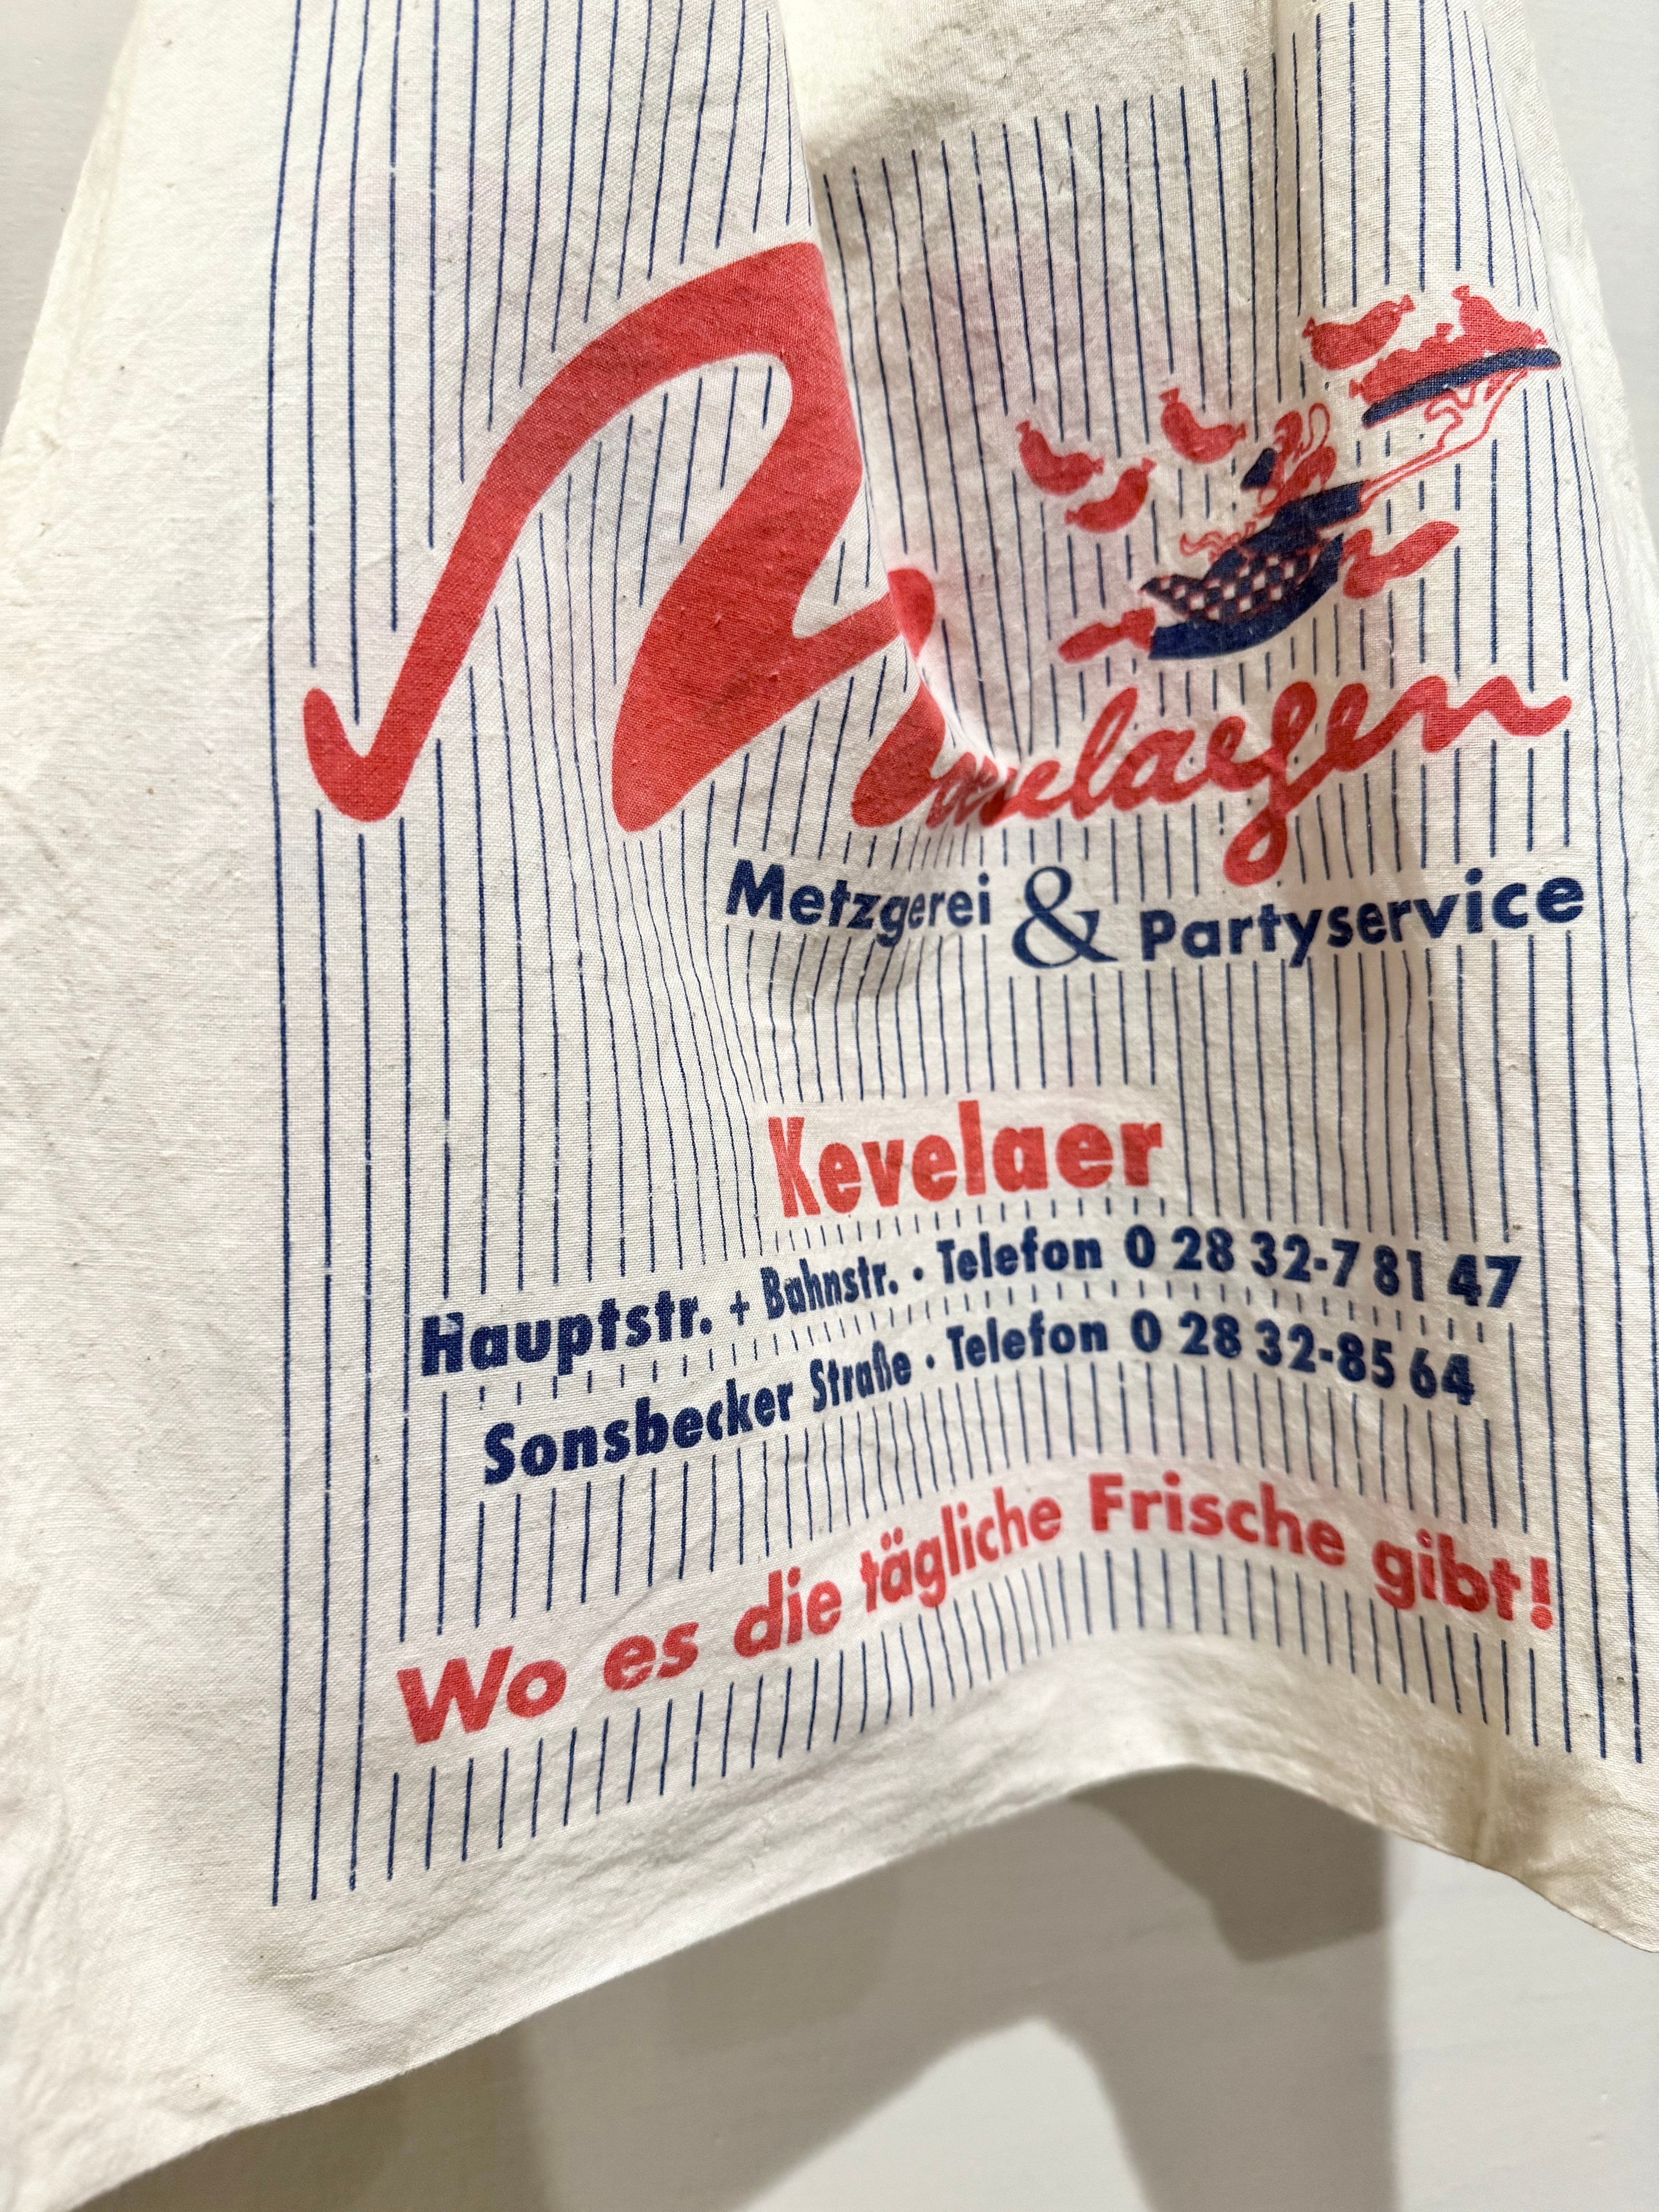 Metzgerei & Partyservice
Kevelaer
Hauptstr. + Bahnstr. · Telefon 0 28 32-7 81 47
Sonsbecker Straße · Telefon 0 28 32-85 64
Wo es die tägliche Frische gibt!